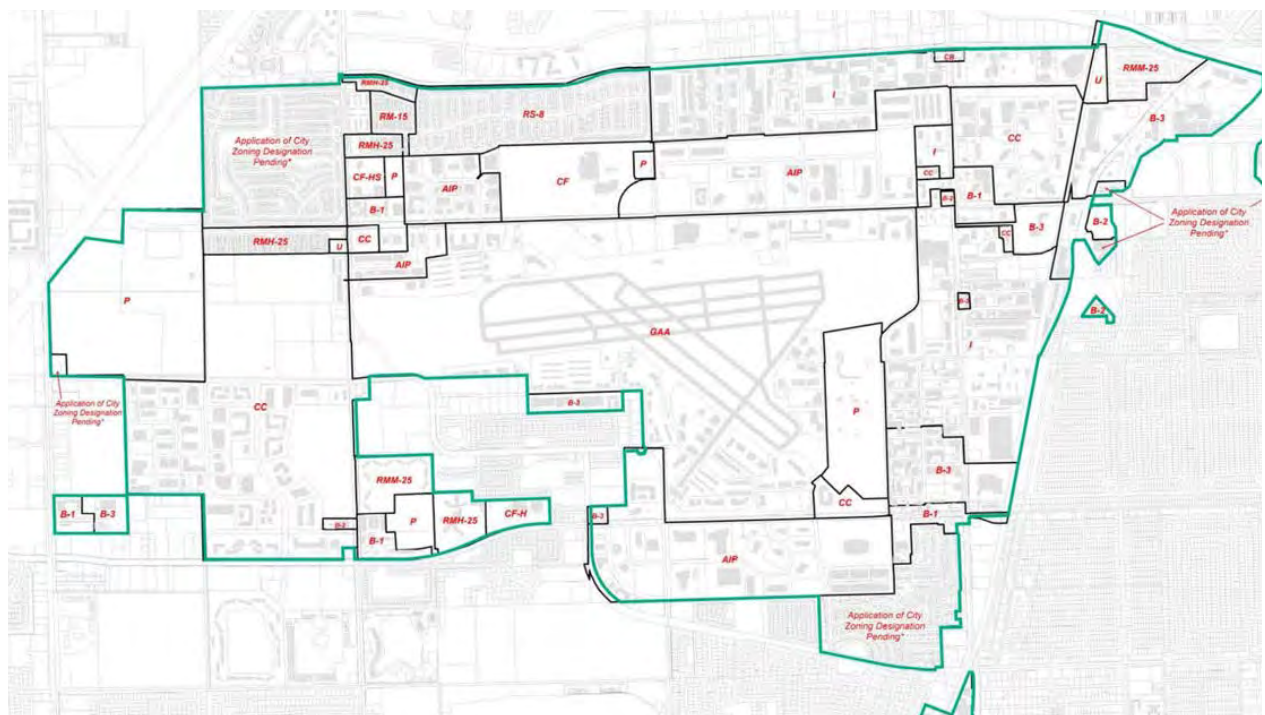 CB
RMH-25
U
RMM-25
RM-15
RS-8
I
B-3
Application of City
Zoning Designation
Pending*
RMH-25
CC
P
I
CF-HS
P
AIP
CF
AIP
CC
B-1
B-2
B-1
Application of City
Zoning Designation
Pending*
B-2
B-3
CC
RMH-25
U
CC
AIP
P
GAA
B-2
I
Application of City
Zoning Designation
Pending*
CC
B-3
P
RMM-25
B-3
CC
B-1
B-3
P
RMH-25
CF-H
B-1
B-1
AIP
Application of City
Zoning Designation
Pending*